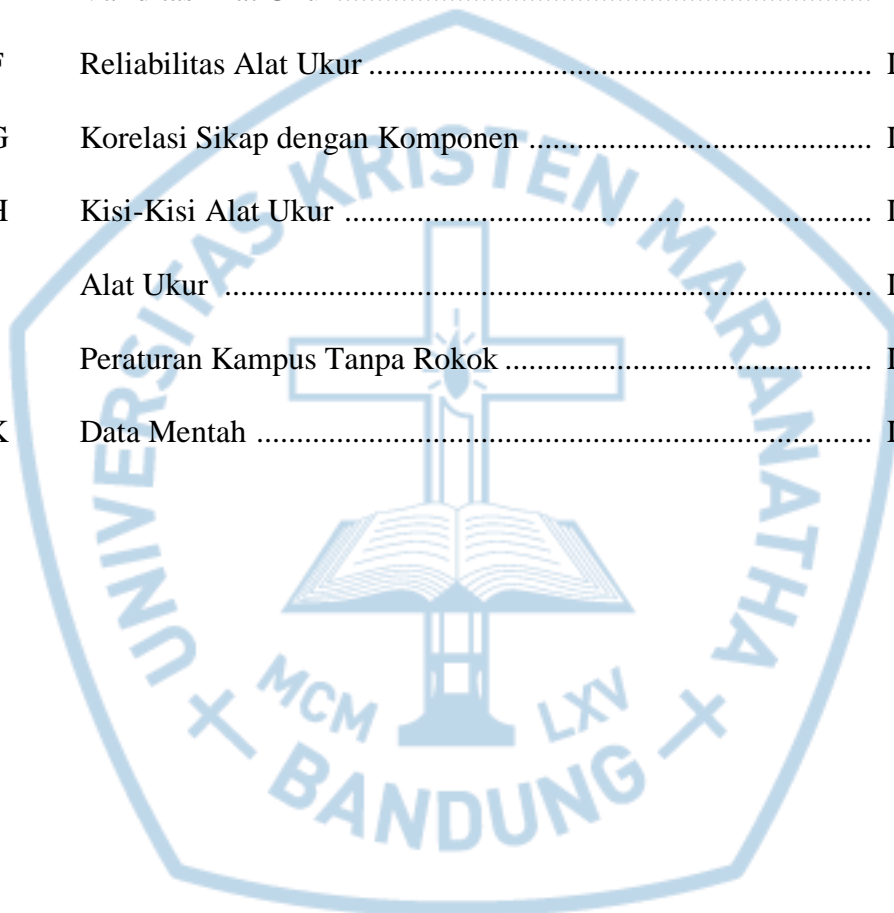 F Reliabilitas Alat Ukur ........................................................................ L
G Korelasi Sikap dengan Komponen ................................................. L
H Kisi-Kisi Alat Ukur ........................................................................... L
Alat Ukur ............................................................................................ L
Peraturan Kampus Tanpa Rokok .................................................... L
K Data Mentah ........................................................................................ L
UNIVERSITAS KRISTEN MARANATHA
MCM LXV
BANDUNG